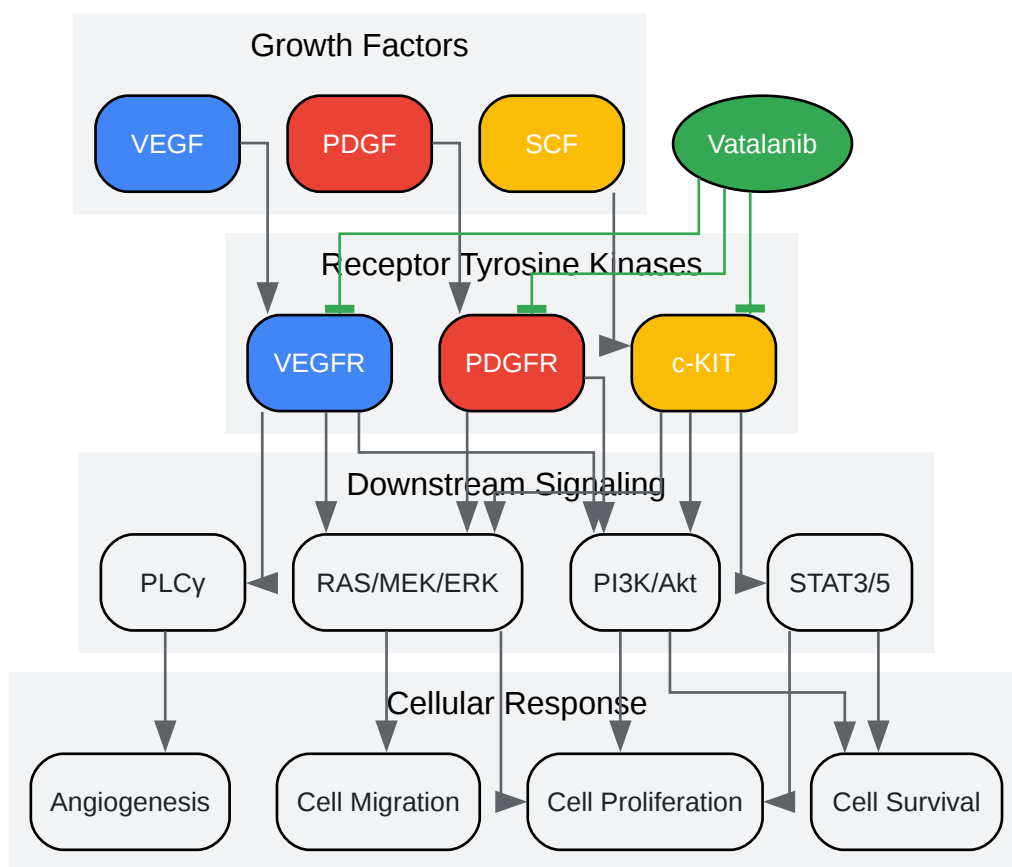 Growth Factors
VEGF
PDGF
SCF
Vatalanib
Receptor Tyrosine Kinases
VEGFR
PDGFR
c-KIT
Downstream Signaling
PLCγ
RAS/MEK/ERK
PI3K/Akt
STAT3/5
Cellular Response
Angiogenesis
Cell Migration
Cell Proliferation
Cell Survival